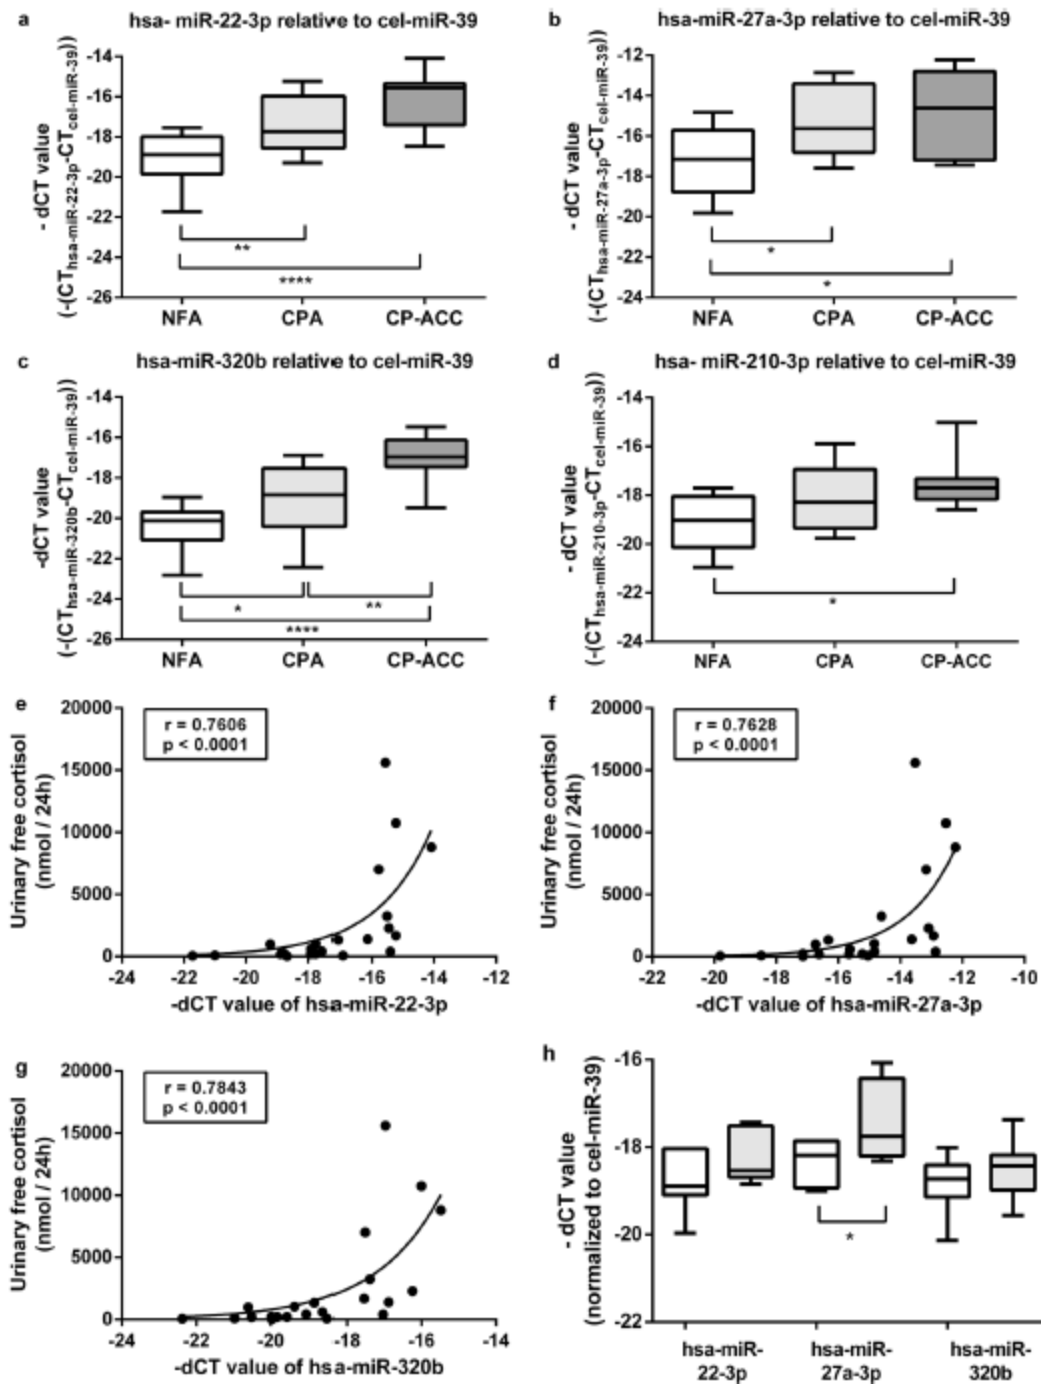 a
hsa- miR-22-3p relative to cel-miR-39
- dCT value
(-(CThsa-miR-22-3p-CTcel-miR-39))
-14
-16
-18
-20
-22
-24
-26
**
****
NFA CPA CP-ACC
b
hsa-miR-27a-3p relative to cel-miR-39
- dCT value
(-(CThsa-miR-27a-3p-CTcel-miR-39))
-12
-14
-16
-18
-20
-22
-24
*
*
NFA CPA CP-ACC
c
hsa-miR-320b relative to cel-miR-39
-dCT value
(-(CThsa-miR-320b-CTcel-miR-39))
-14
-16
-18
-20
-22
-24
-26
* **
****
NFA CPA CP-ACC
d
hsa- miR-210-3p relative to cel-miR-39
- dCT value
(-(CThsa-miR-210-3p-CTcel-miR-39))
-14
-16
-18
-20
-22
-24
*
NFA CPA CP-ACC
e
Urinary free cortisol
(nmol / 24h)
20000
15000
10000
5000
0
r = 0.7606
p < 0.0001
-24 -22 -20 -18 -16 -14 -12
-dCT value of hsa-miR-22-3p
f
Urinary free cortisol
(nmol / 24h)
20000
15000
10000
5000
0
r = 0.7628
p < 0.0001
-22 -20 -18 -16 -14 -12 -10
-dCT value of hsa-miR-27a-3p
g
Urinary free cortisol
(nmol / 24h)
20000
15000
10000
5000
0
r = 0.7843
p < 0.0001
-24 -22 -20 -18 -16 -14
-dCT value of hsa-miR-320b
h
- dCT value
(normalized to cel-miR-39)
-16
-18
-20
-22
*
hsa-miR- hsa-miR- hsa-miR-
22-3p 27a-3p 320b